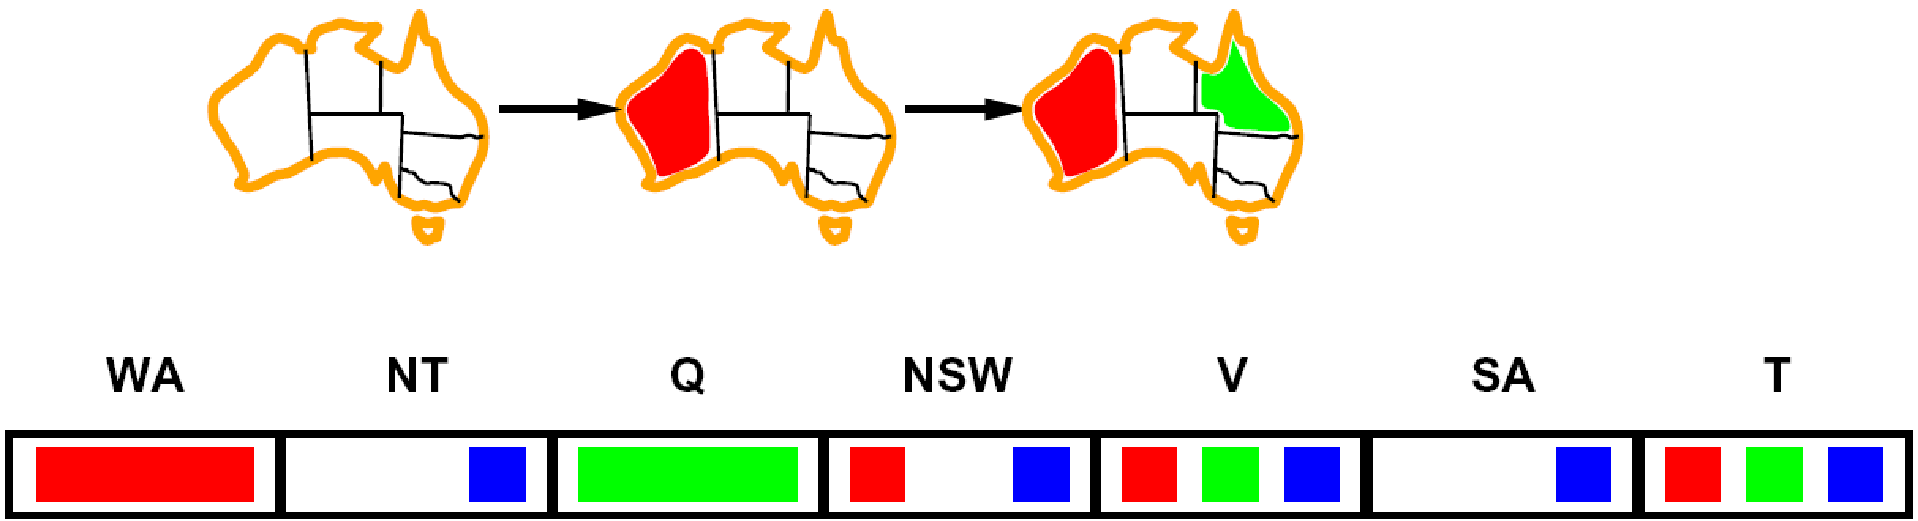 WA NT Q NSW V SA T